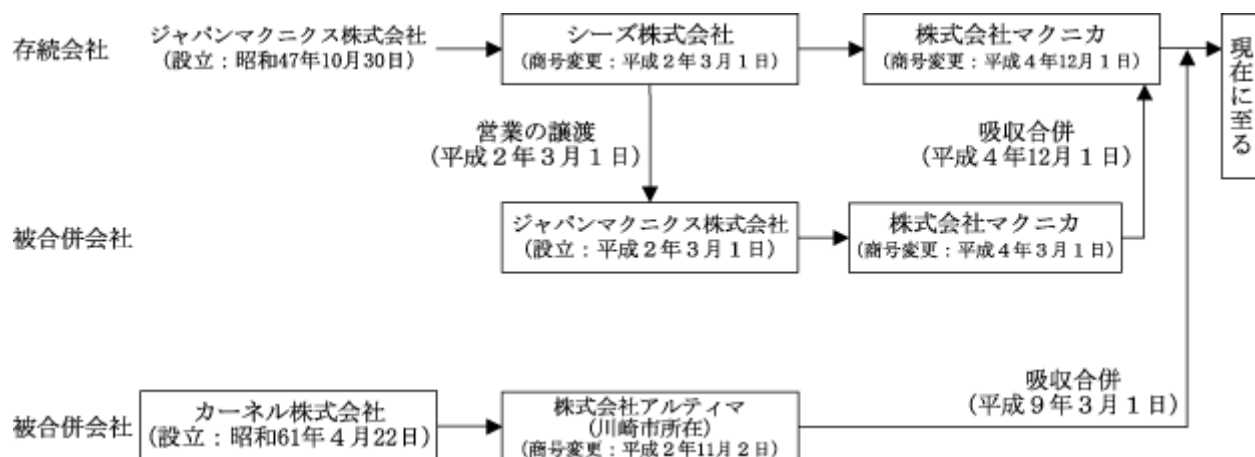 存続会社
ジャパンマクニクス株式会社
(設立：昭和47年10月30日)
シーズ株式会社
(商号変更：平成２年３月１日)
株式会社マクニカ
(商号変更：平成４年12月１日)
現在に至る
営業の譲渡
(平成２年３月１日)
吸収合併
(平成４年12月１日)
被合併会社
ジャパンマクニクス株式会社
(設立：平成２年３月１日)
株式会社マクニカ
(商号変更：平成４年３月１日)
吸収合併
(平成９年３月１日)
被合併会社
カーネル株式会社
(設立：昭和61年４月22日)
株式会社アルティマ
(川崎市所在)
(商号変更：平成２年11月２日)